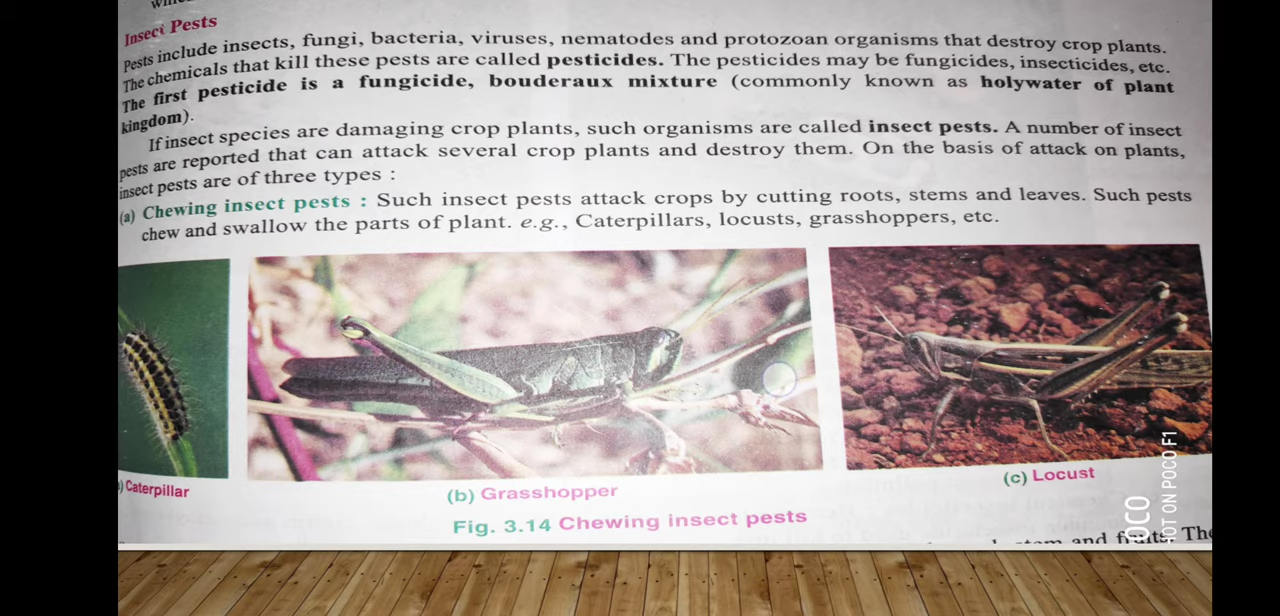 Insect Pests
Pests include insects, fungi, bacteria, viruses, nematodes and protozoan organisms that destroy crop plants.
The chemicals that kill these pests are called pesticides. The pesticides may be fungicides, insecticides, etc.
The first pesticide is a fungicide, bouderaux mixture (commonly known as holywater of plant
kingdom).
If insect species are damaging crop plants, such organisms are called insect pests. A number of insect
pests are reported that can attack several crop plants and destroy them. On the basis of attack on plants,
insect pests are of three types :
(a) Chewing insect pests : Such insect pests attack crops by cutting roots, stems and leaves. Such pests
chew and swallow the parts of plant. e.g., Caterpillars, locusts, grasshoppers, etc.
) Caterpillar
(b) Grasshopper
(c) Locust
Fig. 3.14 Chewing insect pests
and fruits. The
OCO
HOT ON POCO F1